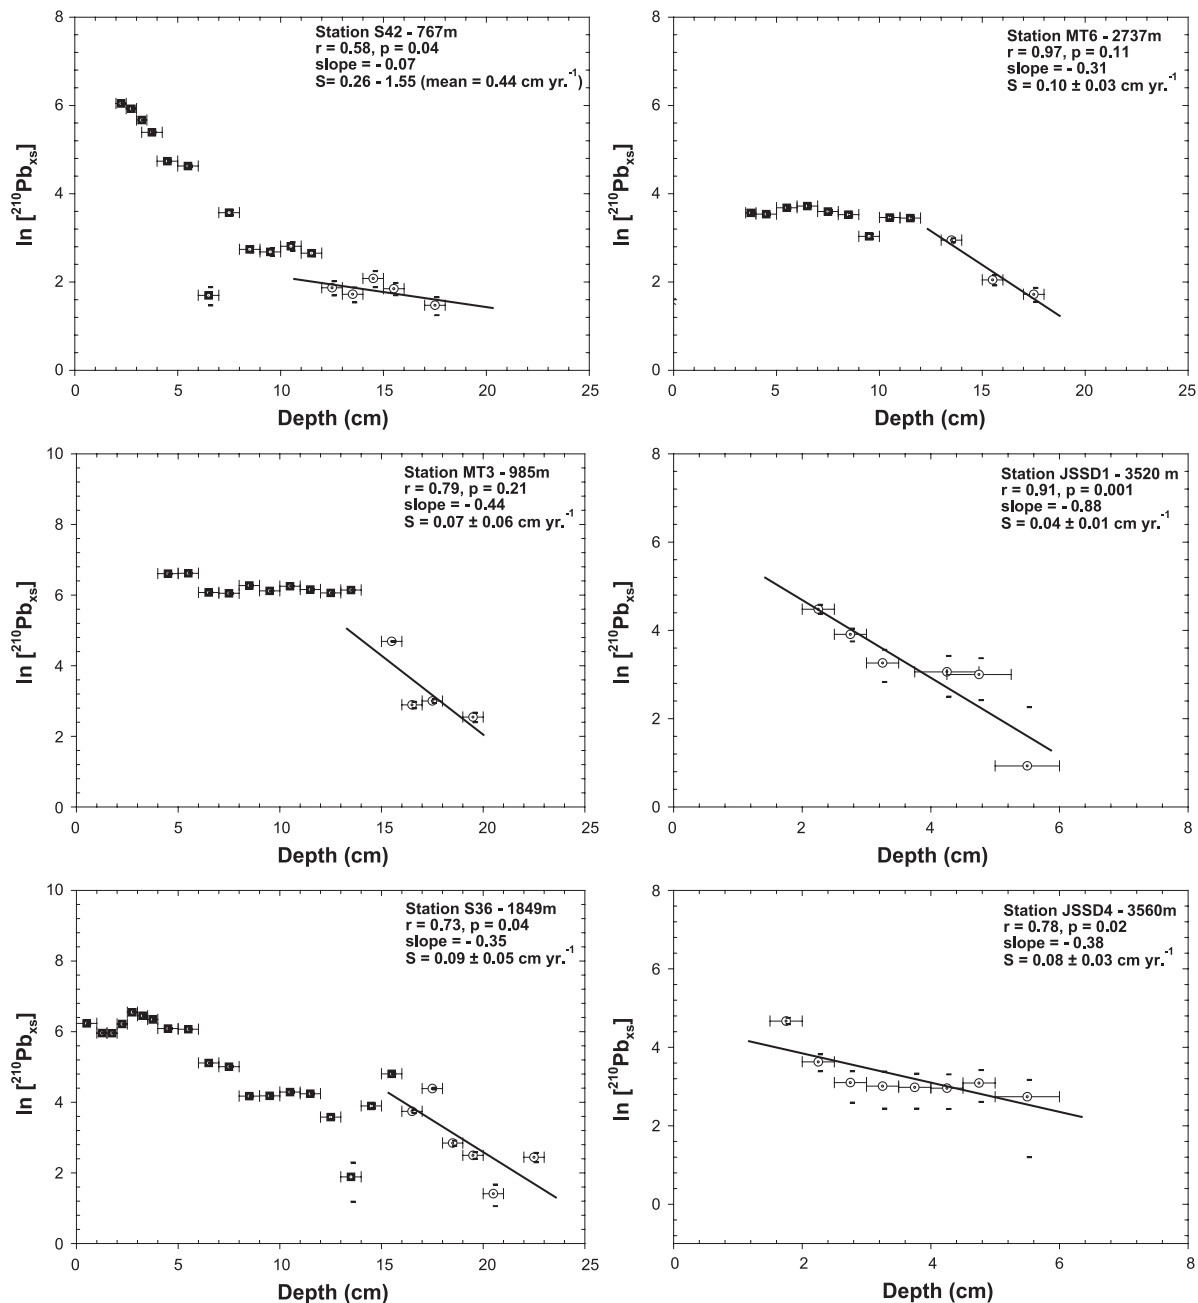 Station S42 - 767m
r = 0.58, p = 0.04
slope = - 0.07
S= 0.26 - 1.55 (mean = 0.44 cm yr.-1)
8
6
4
2
0
ln [210Pbxs]
0 5 10 15 20 25
Depth (cm)
Station MT6 - 2737m
r = 0.97, p = 0.11
slope = - 0.31
S = 0.10 ± 0.03 cm yr.-1
8
6
4
2
0
ln [210Pbxs]
0 5 10 15 20 25
Depth (cm)
Station MT3 - 985m
r = 0.79, p = 0.21
slope = - 0.44
S = 0.07 ± 0.06 cm yr.-1
10
8
6
4
2
0
ln [210Pbxs]
0 5 10 15 20 25
Depth (cm)
Station JSSD1 - 3520 m
r = 0.91, p = 0.001
slope = - 0.88
S = 0.04 ± 0.01 cm yr.-1
8
6
4
2
0
ln [210Pbxs]
0 2 4 6 8
Depth (cm)
Station S36 - 1849m
r = 0.73, p = 0.04
slope = - 0.35
S = 0.09 ± 0.05 cm yr.-1
10
8
6
4
2
0
ln [210Pbxs]
0 5 10 15 20 25
Depth (cm)
Station JSSD4 - 3560m
r = 0.78, p = 0.02
slope = - 0.38
S = 0.08 ± 0.03 cm yr.-1
8
6
4
2
0
ln [210Pbxs]
0 2 4 6 8
Depth (cm)